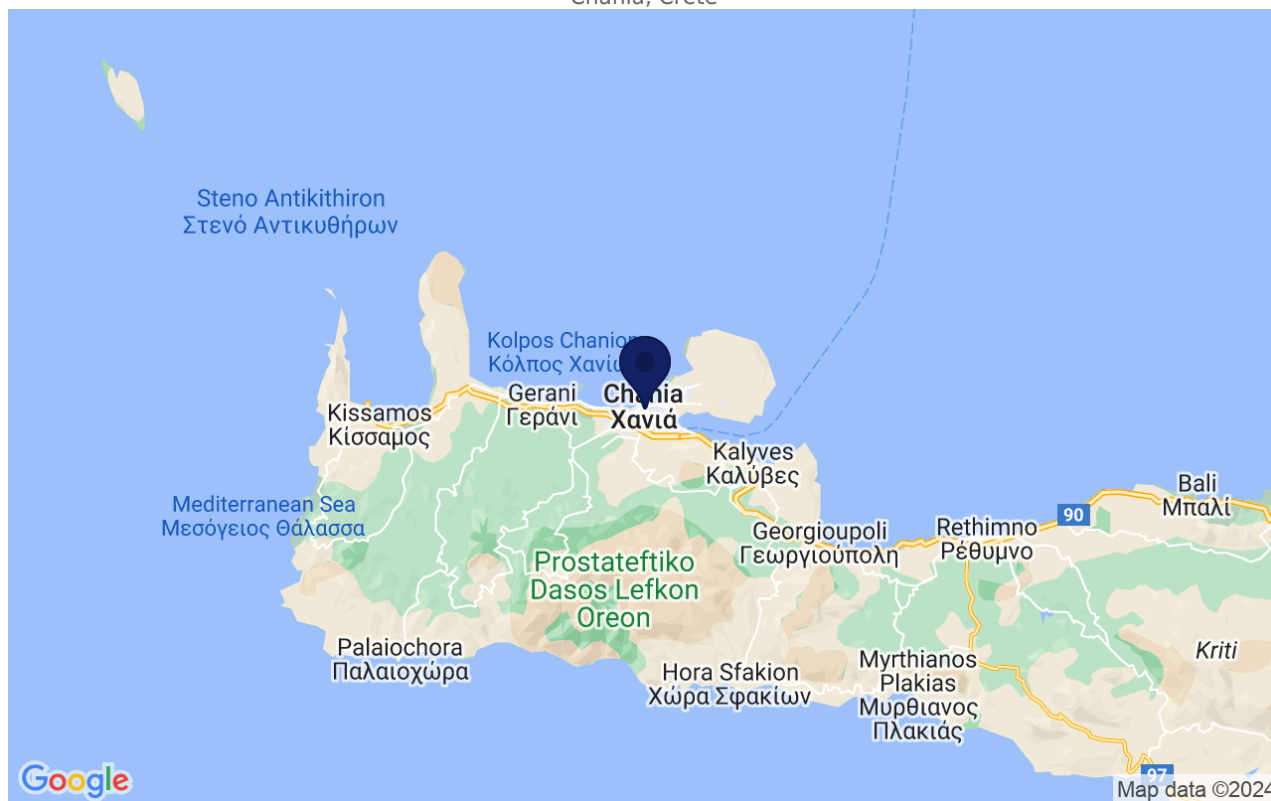 Chania, Crete
Steno Antikithiron
Στενό Αντικυθήρων
Kolpos Chanion
Κόλπος Χανίω
Chania
Χανιά
Gerani
Γεράνι
Kissamos
Κίσσαμος
Kalyves
Καλύβες
Mediterranean Sea
Μεσόγειος Θάλασσα
Bali
Μπαλί
90
Georgioupoli
Γεωργιούπολη
Rethimno
Ρέθυμνο
Prostateftiko
Dasos Lefkon
Oreon
Palaiochora
Παλαιοχώρα
Hora Sfakion
Χώρα Σφακίων
Myrthianos
Plakias
Μυρθιανος
Πλακιάς
Kriti
97
Google
Map data ©2024